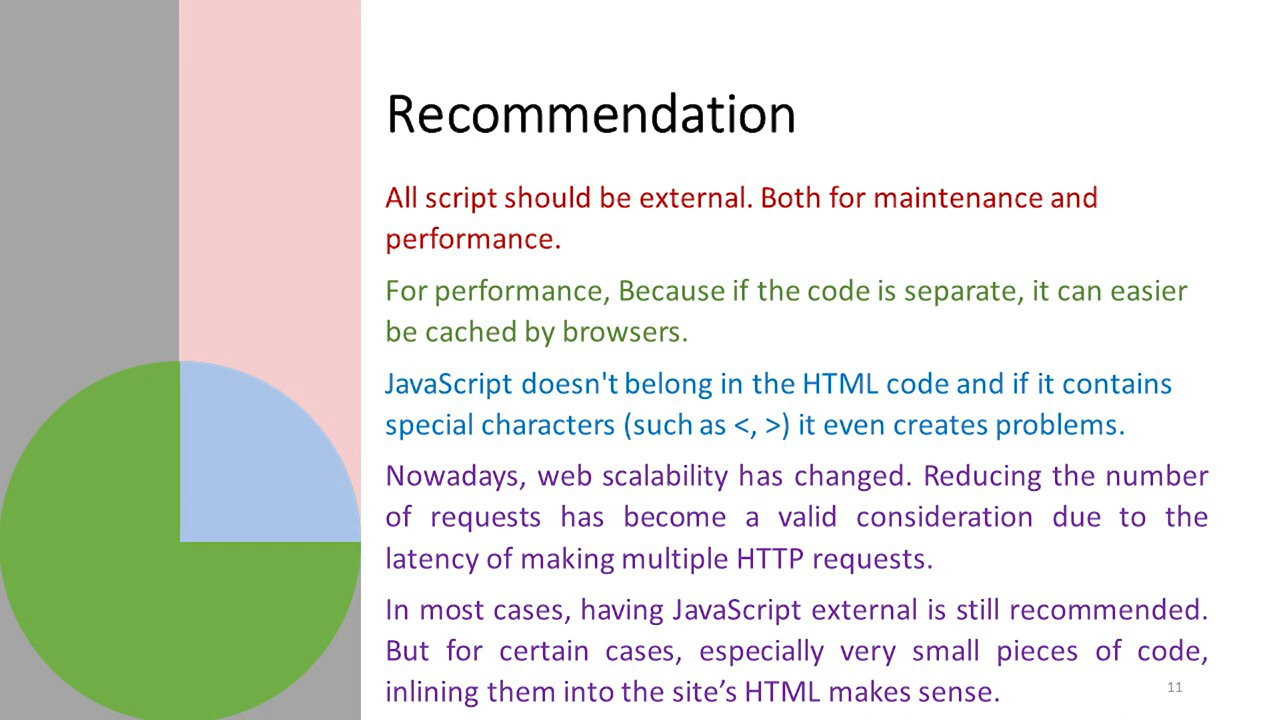 Recommendation
All script should be external. Both for maintenance and
performance.
For performance, Because if the code is separate, it can easier
be cached by browsers.
JavaScript doesn't belong in the HTML code and if it contains
special characters (such as <, >) it even creates problems.
Nowadays, web scalability has changed. Reducing the number
of requests has become a valid consideration due to the
latency of making multiple HTTP requests.
In most cases, having JavaScript external is still recommended.
But for certain cases, especially very small pieces of code,
inlining them into the site’s HTML makes sense.
11